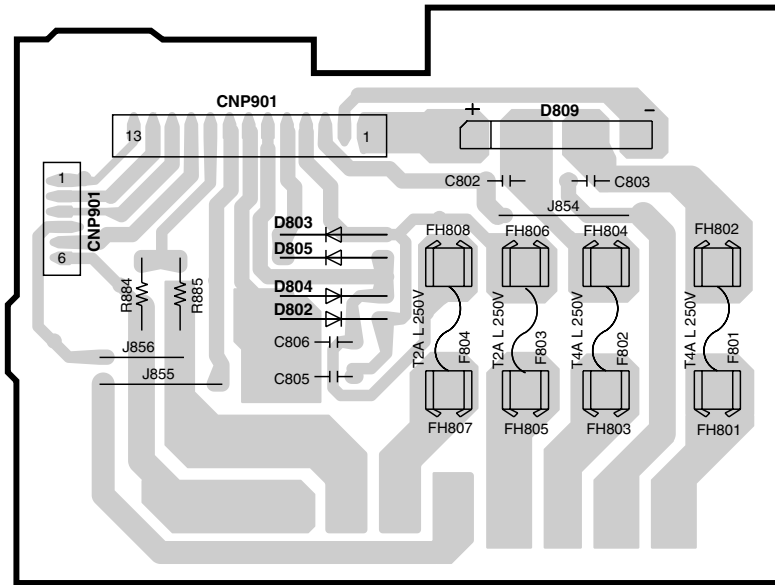 CNP901
13
1
+
D809
-
1
6
CNP901
C802
C803
J854
D803
D805
D804
D802
C806
C805
R884
R885
J856
J855
FH808
FH806
FH804
FH802
T2A L 250V
F804
T2A L 250V
F803
T4A L 250V
F802
T4A L 250V
F801
FH807
FH805
FH803
FH801